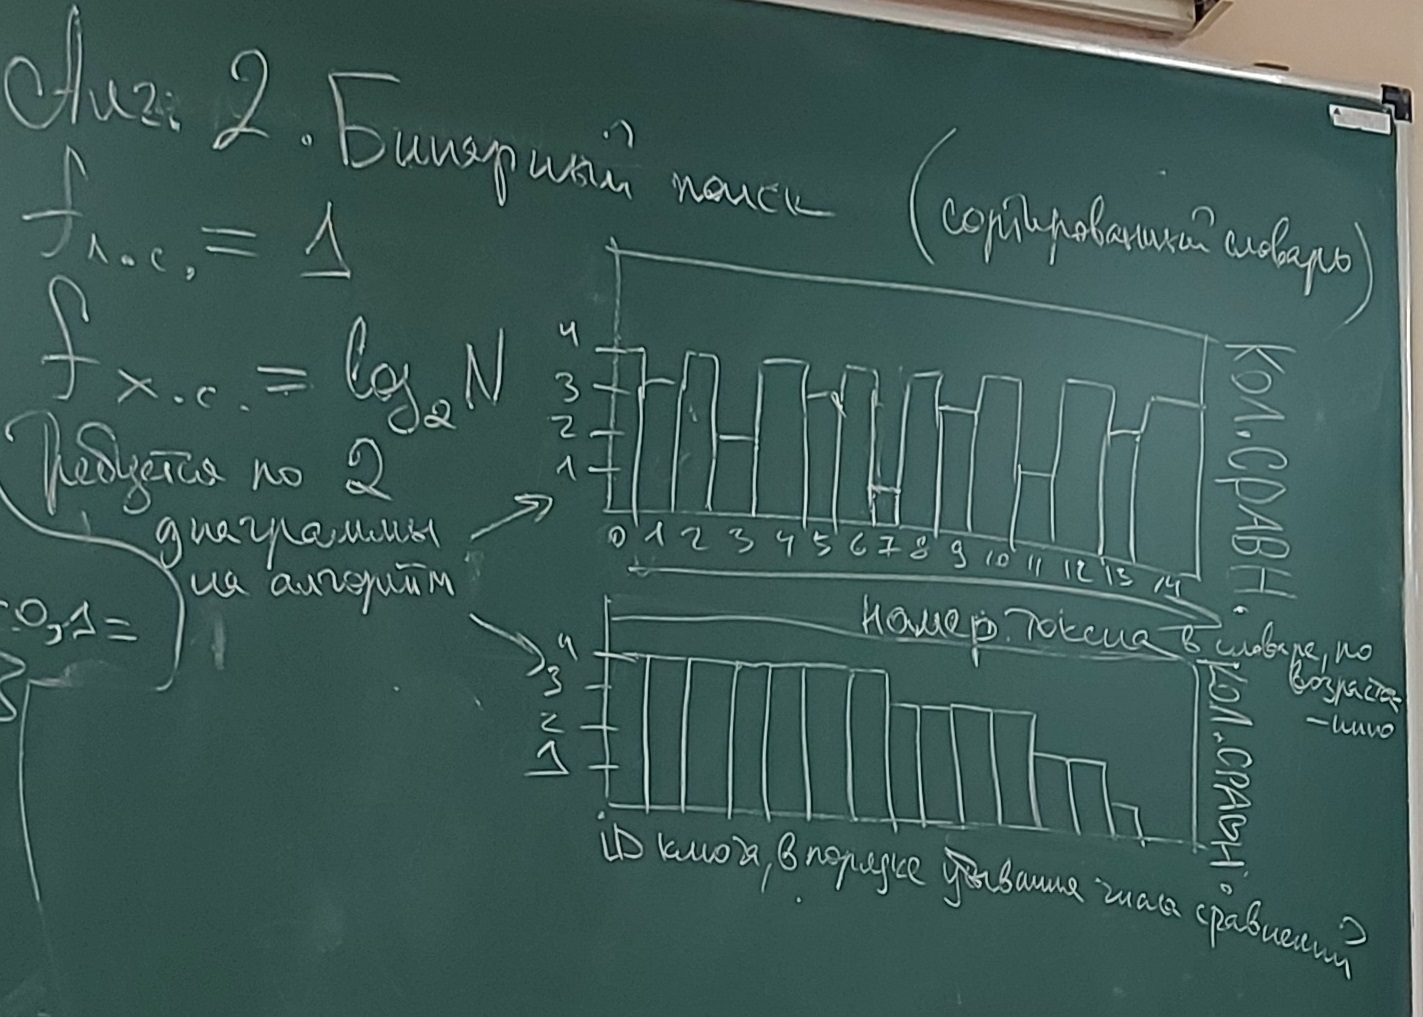 Алг. 2. Бинарный поиск (сортированный словарь)
f л.с. = 1
f х.с. = log₂N
Требуется по 2
диаграммы
на алгоритм
0,1=
4
3
2
1
0 1 2 3 4 5 6 7 8 9 10 11 12 13 14
КОЛ.СРАВН.
номер. токена в словаре, по
возраста-
-нию
4
3
2
1
КОЛ.СРАВН.
ID ключа, в порядке убывания числа сравнений